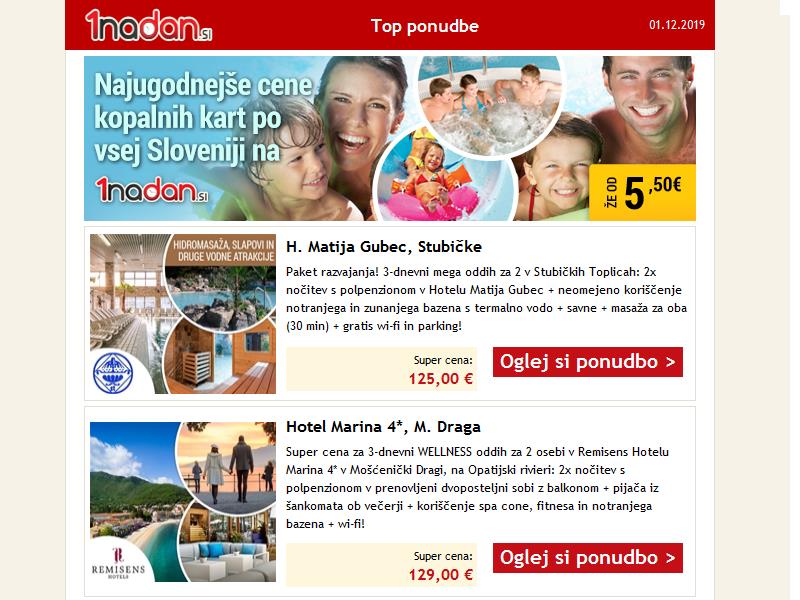 1nadan.si
Top ponudbe
01.12.2019
Najugodnejše cene
kopalnih kart po
vsej Sloveniji na
1nadan.si
ŽE OD 5,50€
HIDROMASAŽA, SLAPOVI IN
DRUGE VODNE ATRAKCIJE
H. Matija Gubec, Stubičke
Paket razvajanja! 3-dnevni mega oddih za 2 v Stubičkih Toplicah: 2x
nočitev s polpenzionom v Hotelu Matija Gubec + neomejeno koriščenje
notranjega in zunanjega bazena s termalno vodo + savne + masaža za oba
(30 min) + gratis wi-fi in parking!
Super cena:
125,00 €
Oglej si ponudbo >
Hotel Marina 4*, M. Draga
Super cena za 3-dnevni WELLNESS oddih za 2 osebi v Remisens Hotelu
Marina 4* v Mošćenički Dragi, na Opatijski rivieri: 2x nočitev s
polpenzionom v prenovljeni dvoposteljni sobi z balkonom + pijača iz
šankomata ob večerji + koriščenje spa cone, fitnesa in notranjega
bazena + wi-fi!
REMISENS
HOTELS
Super cena:
129,00 €
Oglej si ponudbo >